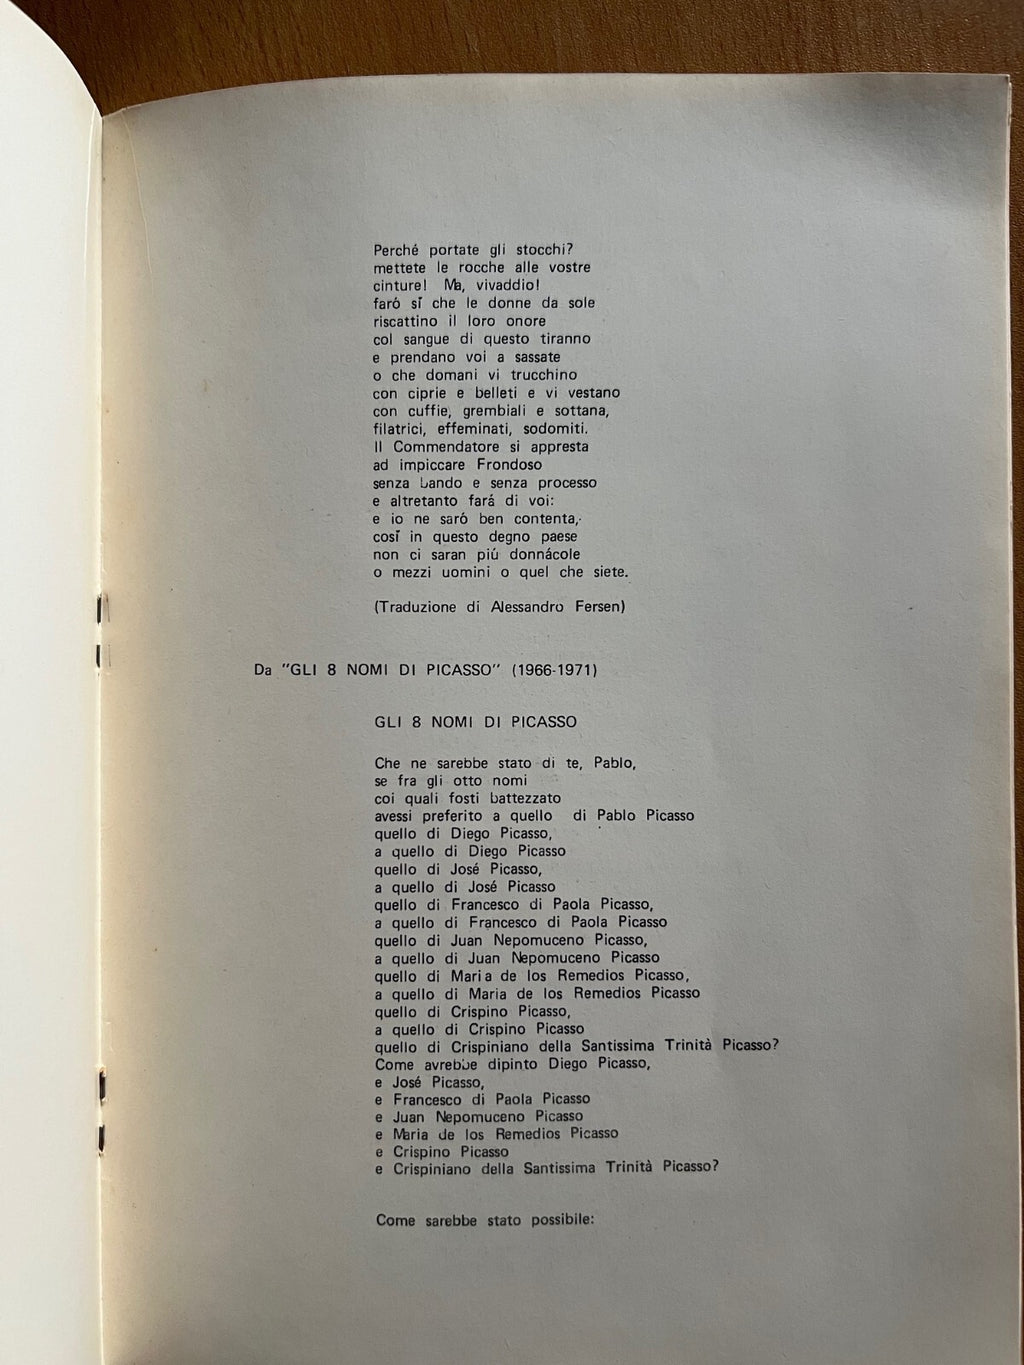 Perché portate gli stocchi?
mettete le rocche alle vostre
cinture! Ma, vivaddio!
faró sí che le donne da sole
riscattino il loro onore
col sangue di questo tiranno
e prendano voi a sassate
o che domani vi trucchino
con ciprie e belleti e vi vestano
con cuffie, grembiali e sottana,
filatrici, effeminati, sodomiti.
Il Commendatore si appresta
ad impiccare Frondoso
senza bando e senza processo
e altretanto fará di voi:
e io ne saró ben contenta,
cosí in questo degno paese
non ci saran piú donnácole
o mezzi uomini o quel che siete.
(Traduzione di Alessandro Fersen)
Da "GLI 8 NOMI DI PICASSO" (1966-1971)
GLI 8 NOMI DI PICASSO
Che ne sarebbe stato di te, Pablo,
se fra gli otto nomi
coi quali fosti battezzato
avessi preferito a quello di Pablo Picasso
quello di Diego Picasso,
a quello di Diego Picasso
quello di José Picasso,
a quello di José Picasso
quello di Francesco di Paola Picasso,
a quello di Francesco di Paola Picasso
quello di Juan Nepomuceno Picasso,
a quello di Juan Nepomuceno Picasso
quello di Maria de los Remedios Picasso,
a quello di Maria de los Remedios Picasso
quello di Crispino Picasso,
a quello di Crispino Picasso
quello di Crispiniano della Santissima Trinità Picasso?
Come avrebbe dipinto Diego Picasso,
e José Picasso,
e Francesco di Paola Picasso
e Juan Nepomuceno Picasso
e Maria de los Remedios Picasso
e Crispino Picasso
e Crispiniano della Santissima Trinità Picasso?
Come sarebbe stato possibile: